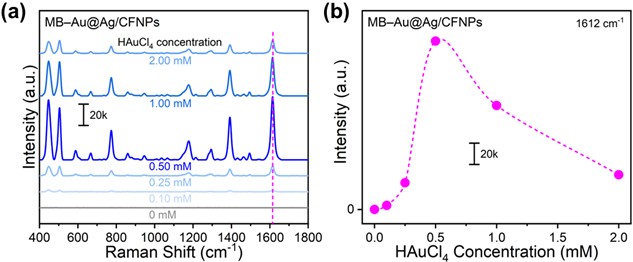 (a)
MB–Au@Ag/CFNPs
HAuCl4 concentration
2.00 mM
1.00 mM
20k
0.50 mM
0.25 mM
0.10 mM
0 mM
Intensity (a.u.)
400 600 800 1000 1200 1400 1600 1800
Raman Shift (cm-1)
(b)
MB–Au@Ag/CFNPs
1612 cm-1
20k
Intensity (a.u.)
0
0.0 0.5 1.0 1.5 2.0
HAuCl4 Concentration (mM)